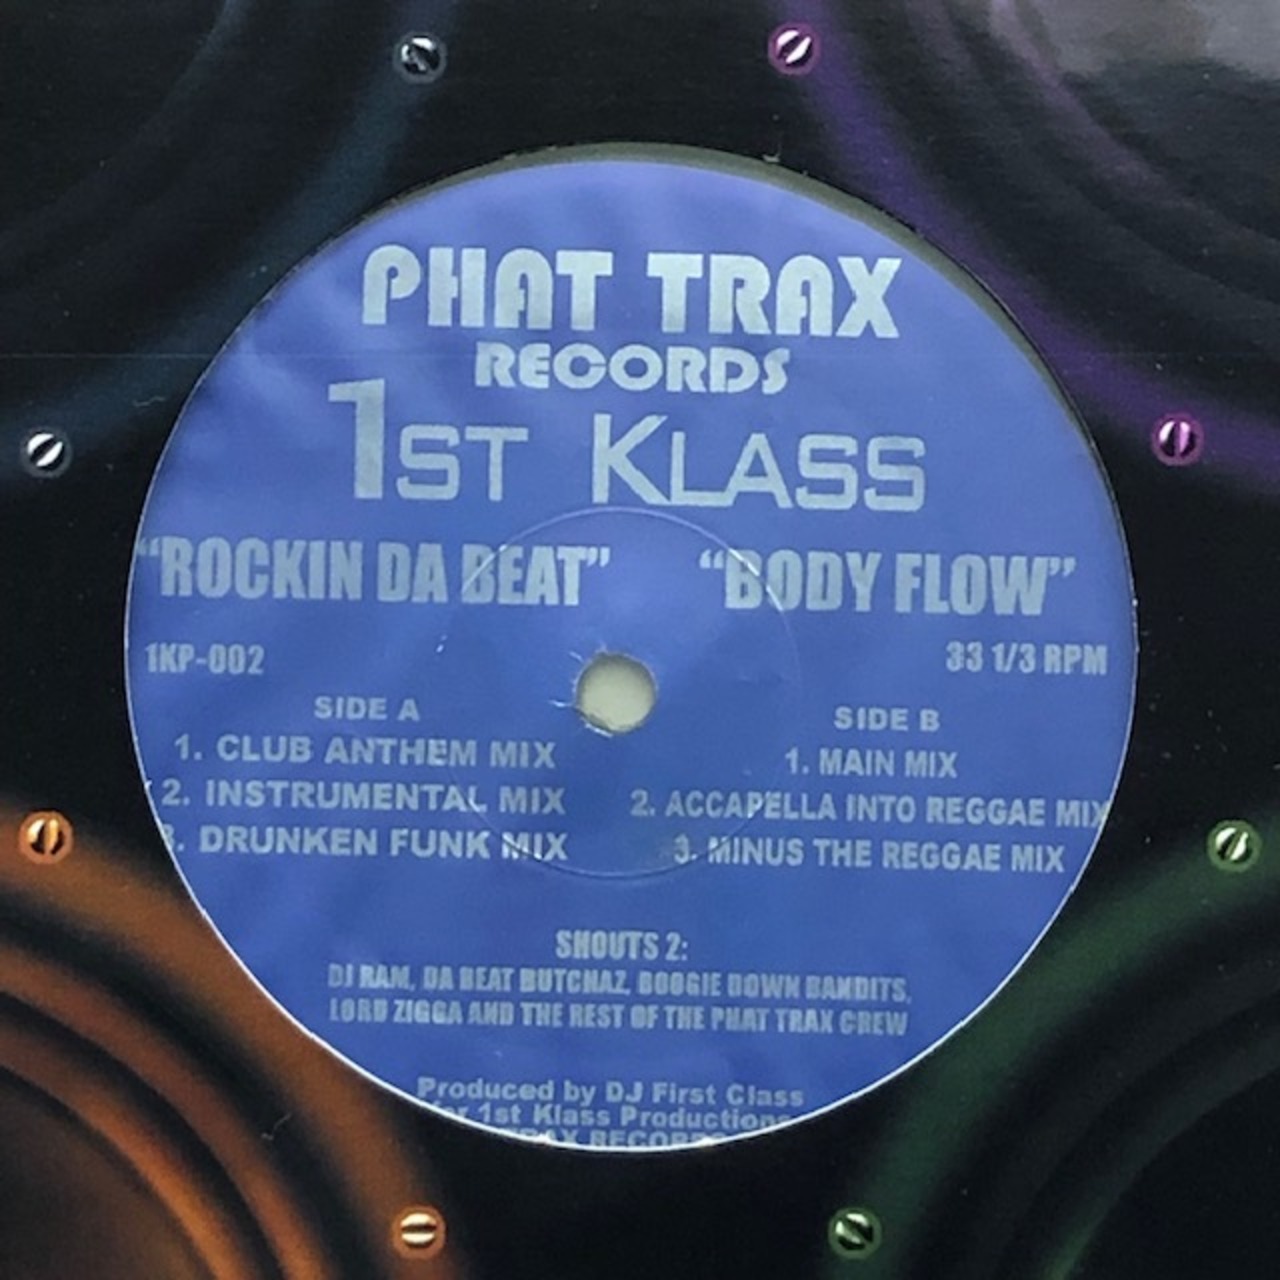 PHAT TRAX
RECORDS
1ST KLASS
“ROCKIN DA BEAT” “BODY FLOW”
1KP-002 33 1/3 RPM
SIDE A
1. CLUB ANTHEM MIX
2. INSTRUMENTAL MIX
3. DRUNKEN FUNK MIX
SIDE B
1. MAIN MIX
2. ACCAPELLA INTO REGGAE MIX
3. MINUS THE REGGAE MIX
SHOUTS 2:
DJ RAM, DA BEAT BUTCHAZ, BOOGIE DOWN BANDITS,
LORD ZIGGA AND THE REST OF THE PHAT TRAX CREW
Produced by DJ First Class
1st Klass Productions